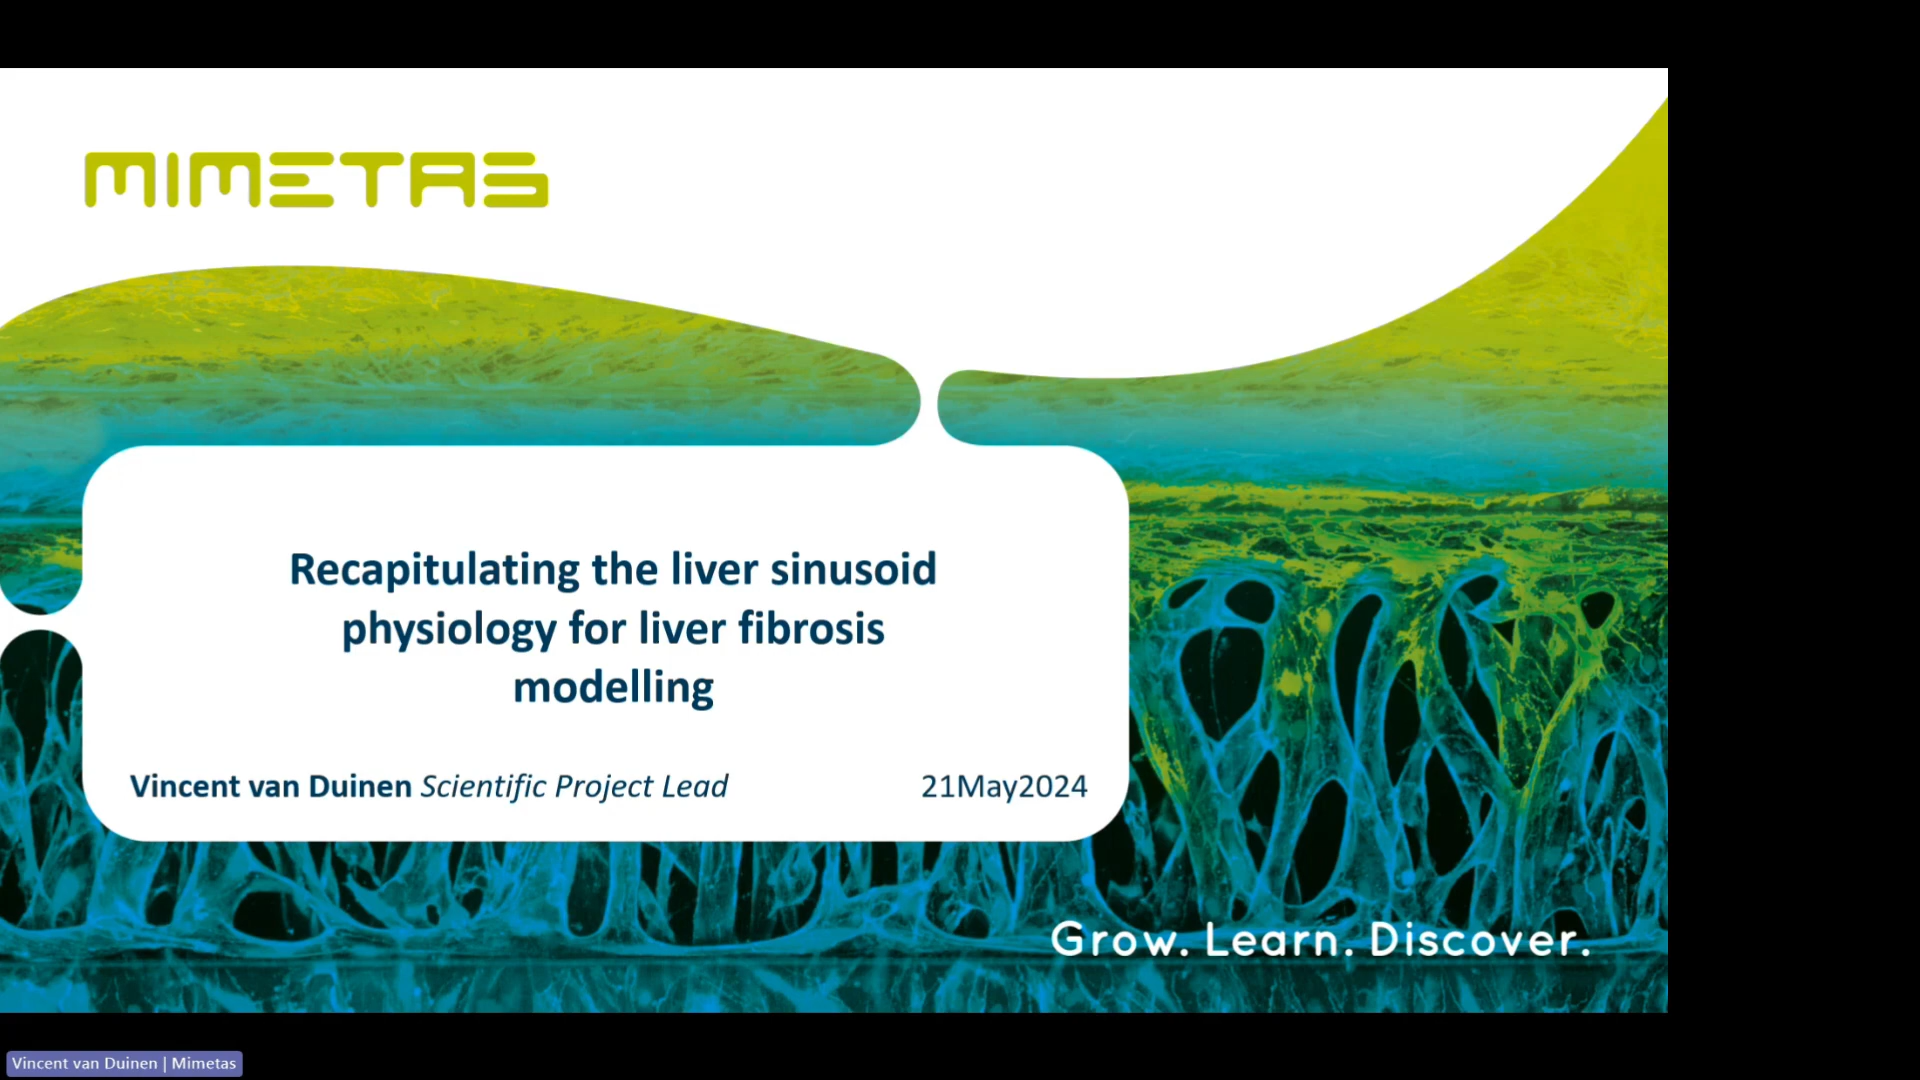 MIMETAS
Recapitulating the liver sinusoid
physiology for liver fibrosis
modelling
Vincent van Duinen Scientific Project Lead 21May2024
Grow. Learn. Discover.
Vincent van Duinen | Mimetas